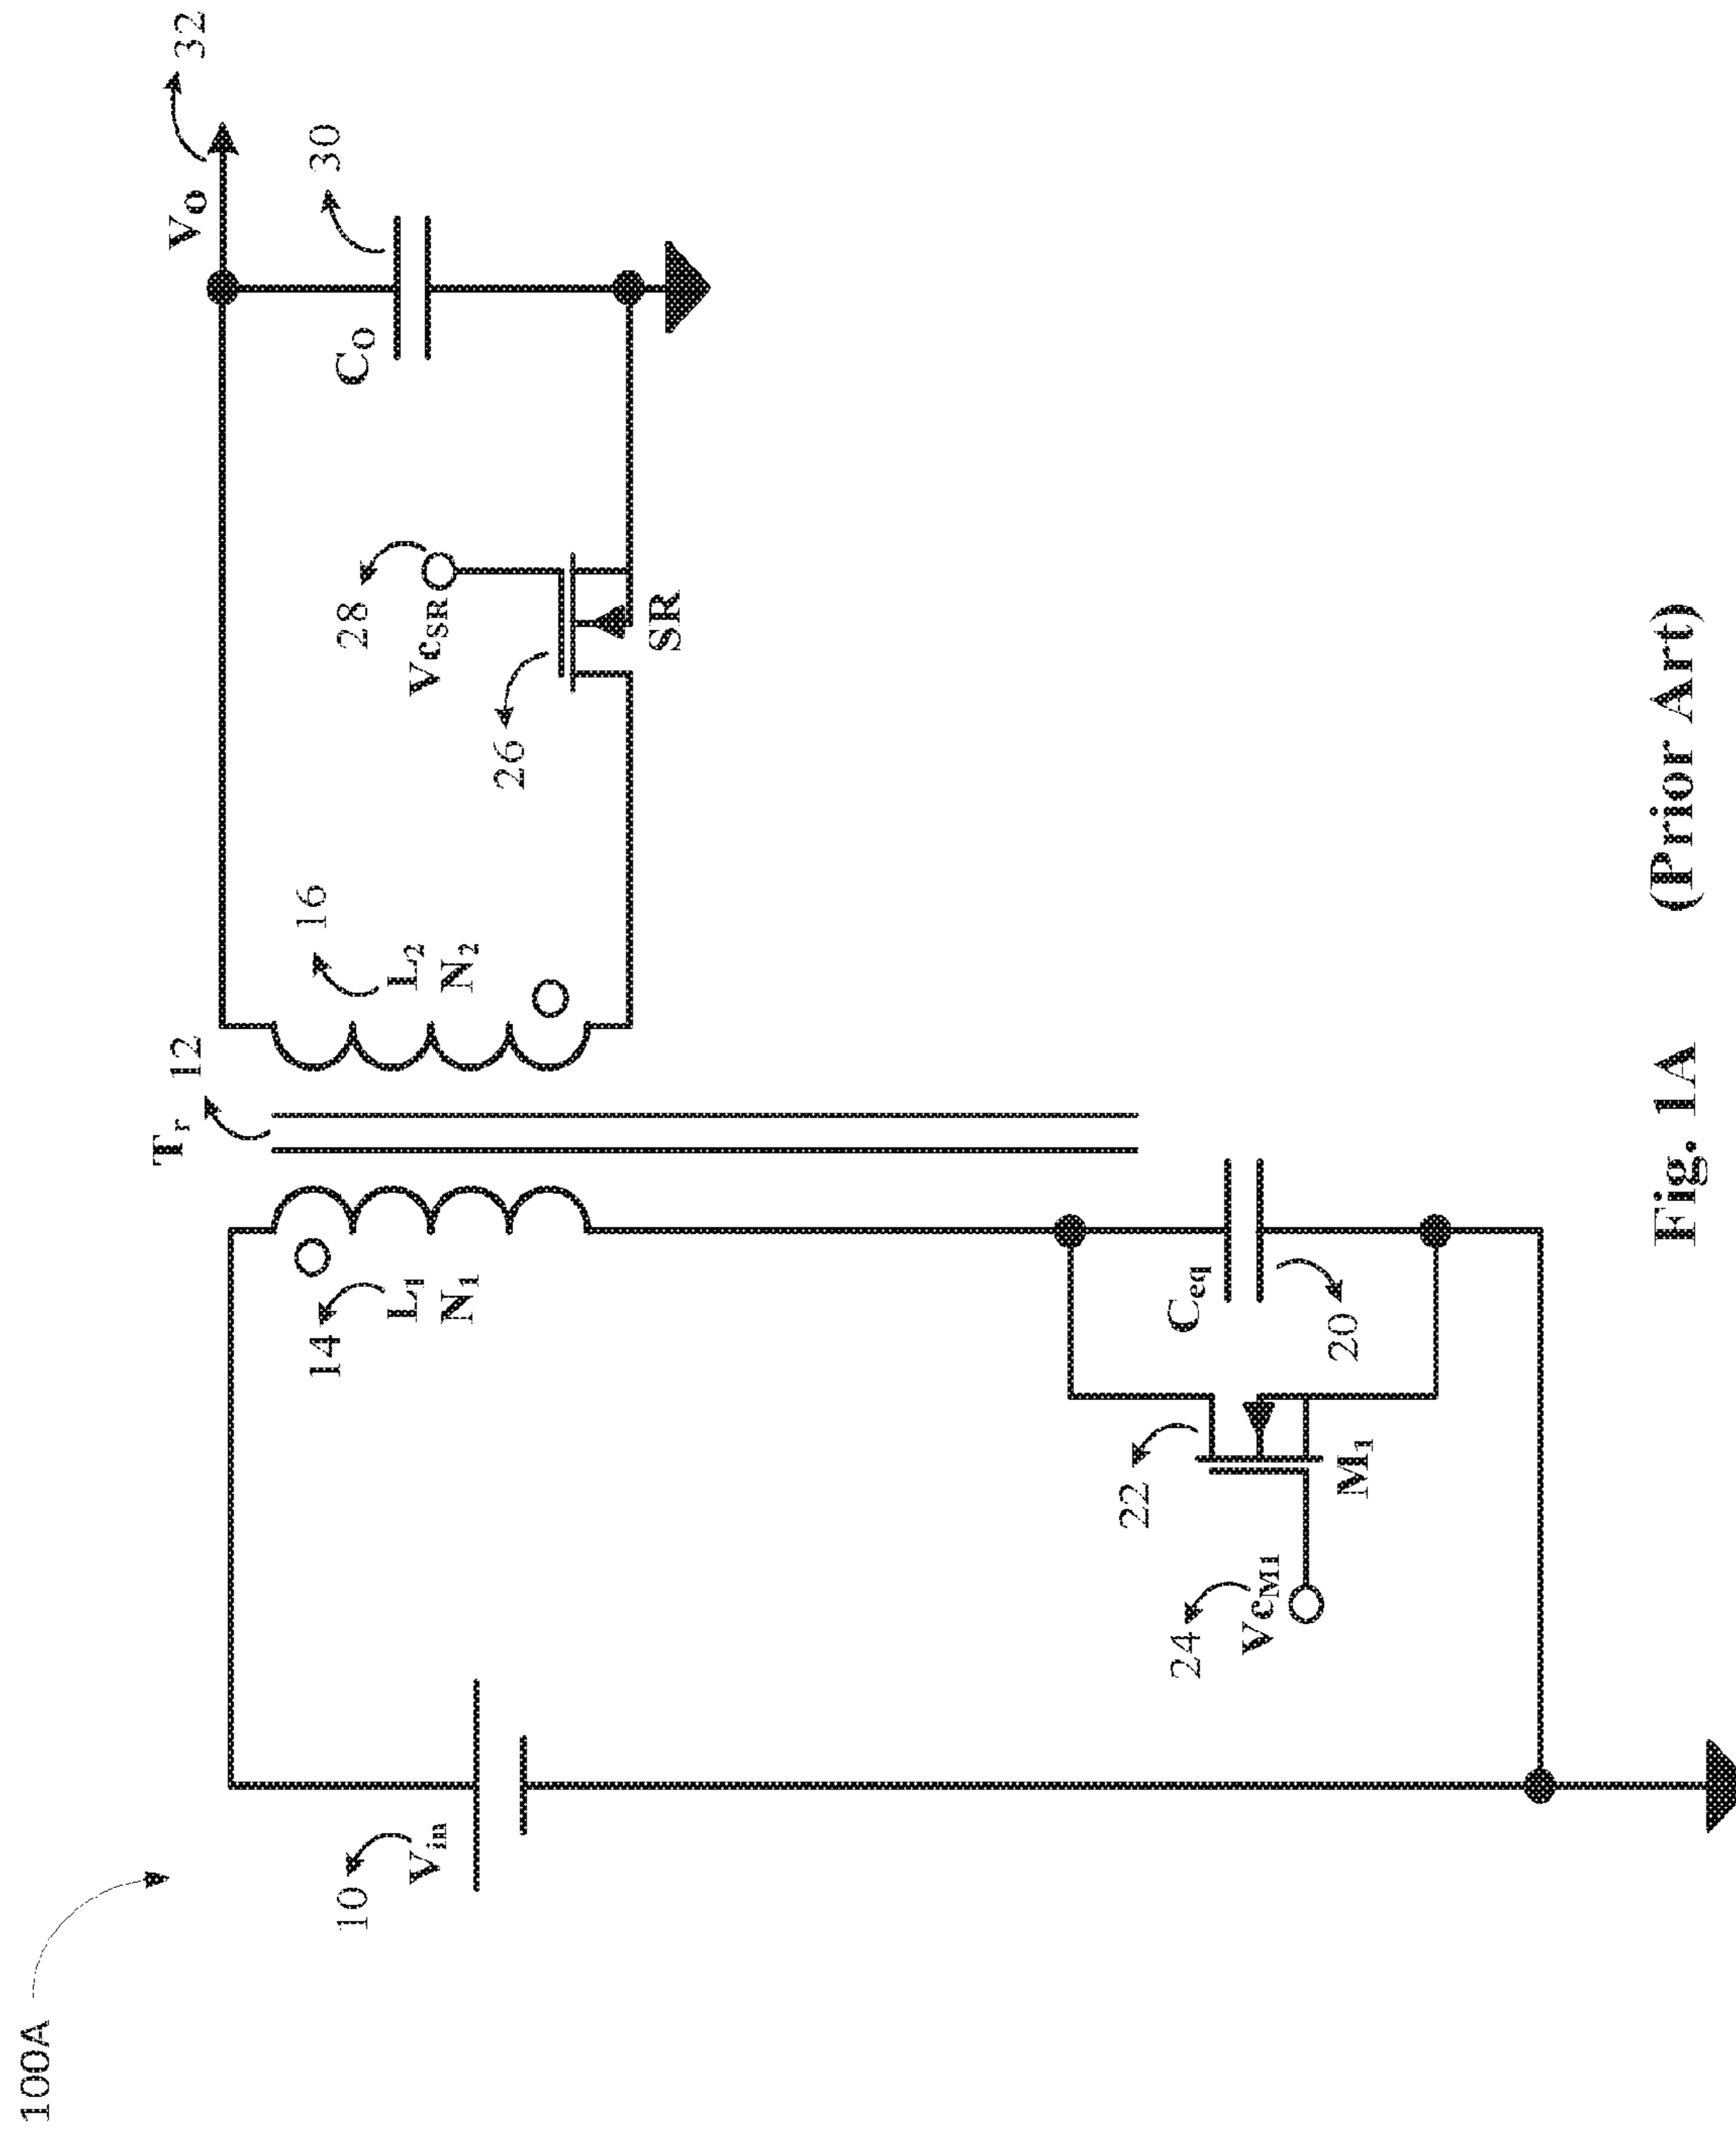 100A
10
Vin
14
L1
N1
Tr
12
16
L2
N2
24
VcM1
22
M1
Ceq
20
26
28
VcSR
SR
Co
30
Vo
32
Fig. 1A (Prior Art)